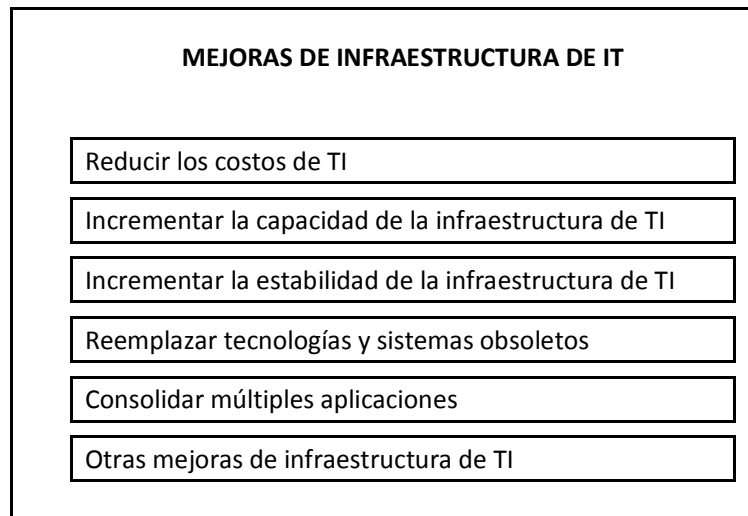 MEJORAS DE INFRAESTRUCTURA DE IT
Reducir los costos de TI
Incrementar la capacidad de la infraestructura de TI
Incrementar la estabilidad de la infraestructura de TI
Reemplazar tecnologías y sistemas obsoletos
Consolidar múltiples aplicaciones
Otras mejoras de infraestructura de TI